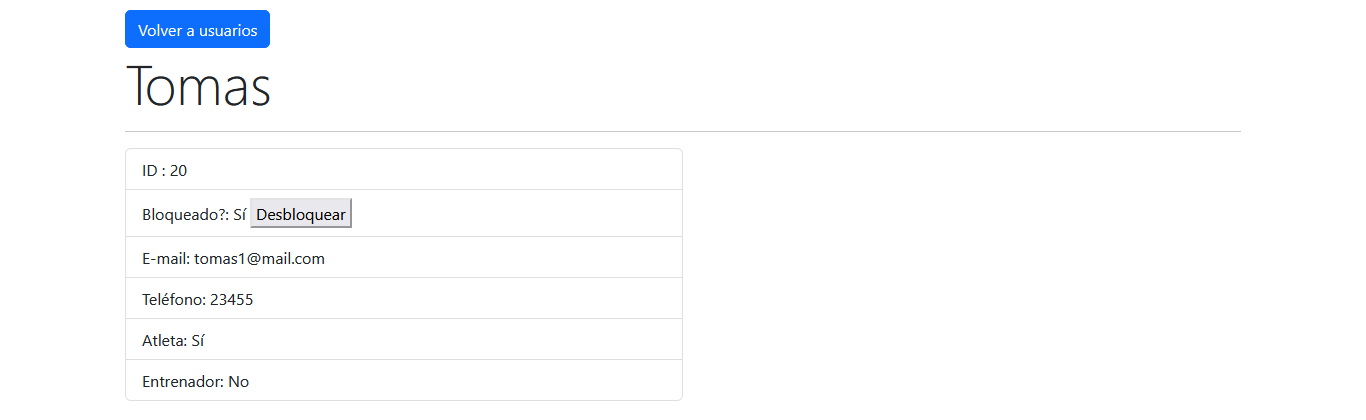 Volver a usuarios
Tomas
ID : 20
Bloqueado?: Sí Desbloquear
E-mail: tomas1@mail.com
Teléfono: 23455
Atleta: Sí
Entrenador: No